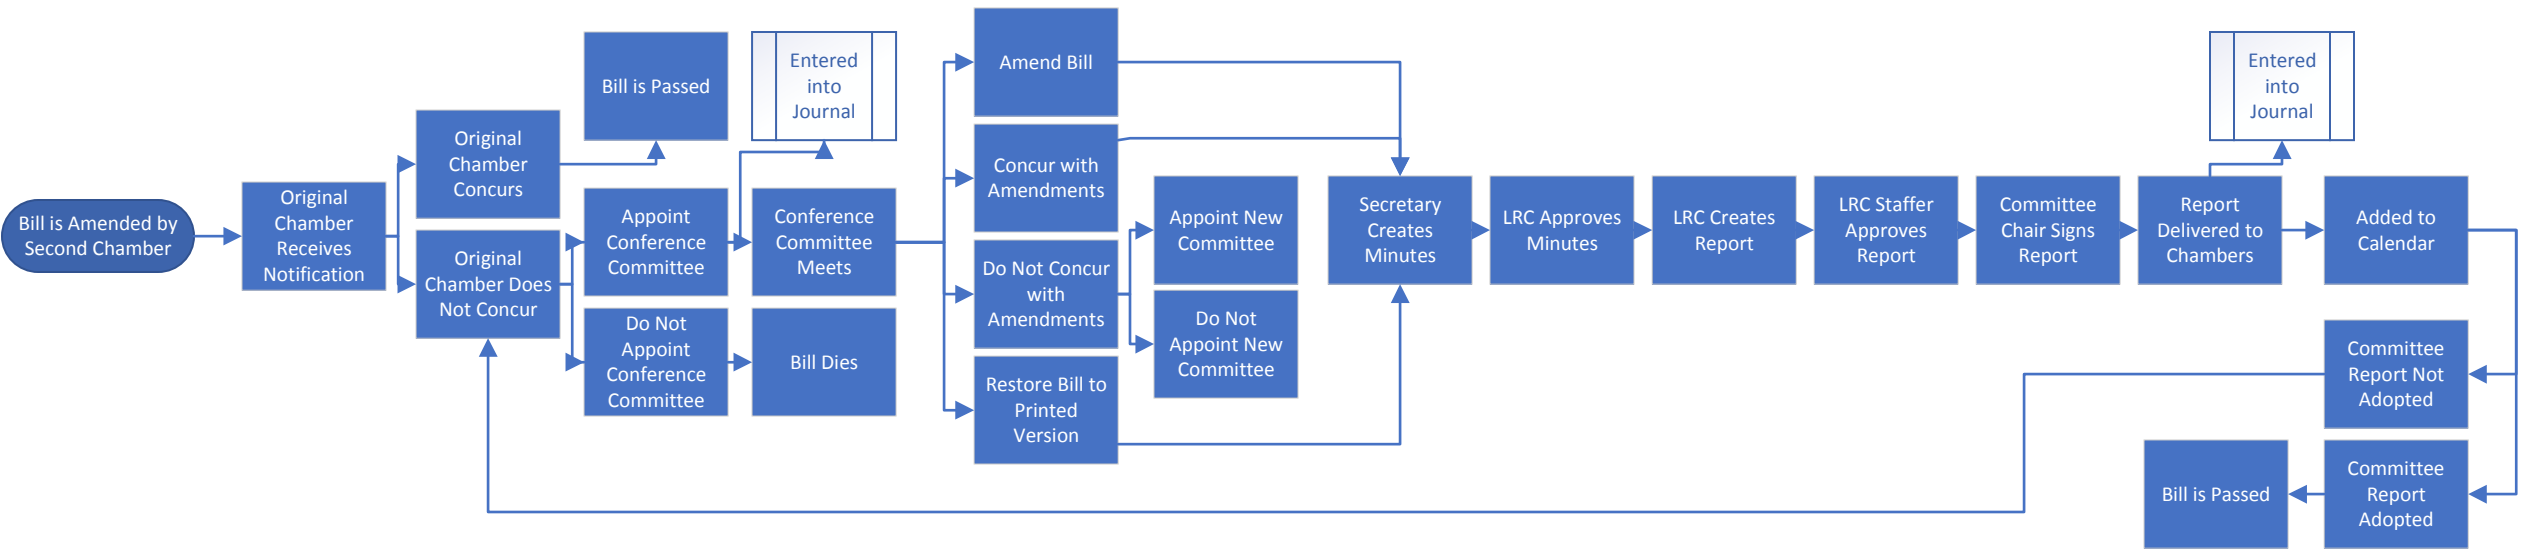 Bill is Amended by
Second Chamber
Original
Chamber
Receives
Notification
Original
Chamber
Concurs
Original
Chamber Does
Not Concur
Bill is Passed
Appoint
Conference
Committee
Do Not
Appoint
Conference
Committee
Entered
into
Journal
Conference
Committee
Meets
Bill Dies
Amend Bill
Concur with
Amendments
Do Not Concur
with
Amendments
Restore Bill to
Printed
Version
Appoint New
Committee
Do Not
Appoint New
Committee
Secretary
Creates
Minutes
LRC Approves
Minutes
LRC Creates
Report
LRC Staffer
Approves
Report
Committee
Chair Signs
Report
Report
Delivered to
Chambers
Entered
into
Journal
Added to
Calendar
Committee
Report Not
Adopted
Committee
Report
Adopted
Bill is Passed